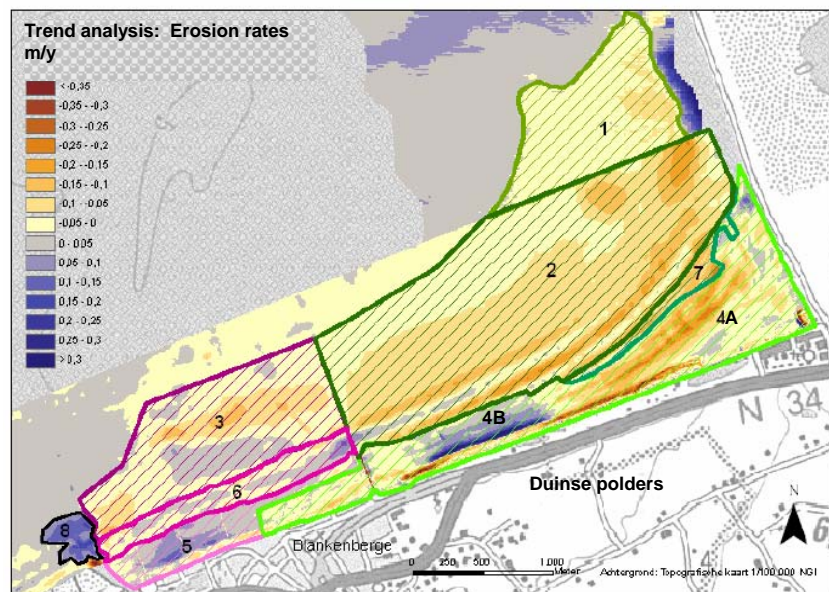 Trend analysis: Erosion rates
m/y
< -0,35
-0,35 - -0,3
-0,3 - -0,25
-0,25 - -0,2
-0,2 - -0,15
-0,15 - -0,1
-0,1 - -0,05
-0,05 - 0
0 - 0,05
0,05 - 0,1
0,1 - 0,15
0,15 - 0,2
0,2 - 0,25
0,25 - 0,3
> 0,3
1
2
7
4A
3
4B
N 34
6
Duinse polders
N
8
5
Blankenberge
4
0 250 500 1.000
Meter
Achtergrond: Topografische kaart 1/100.000 NGI